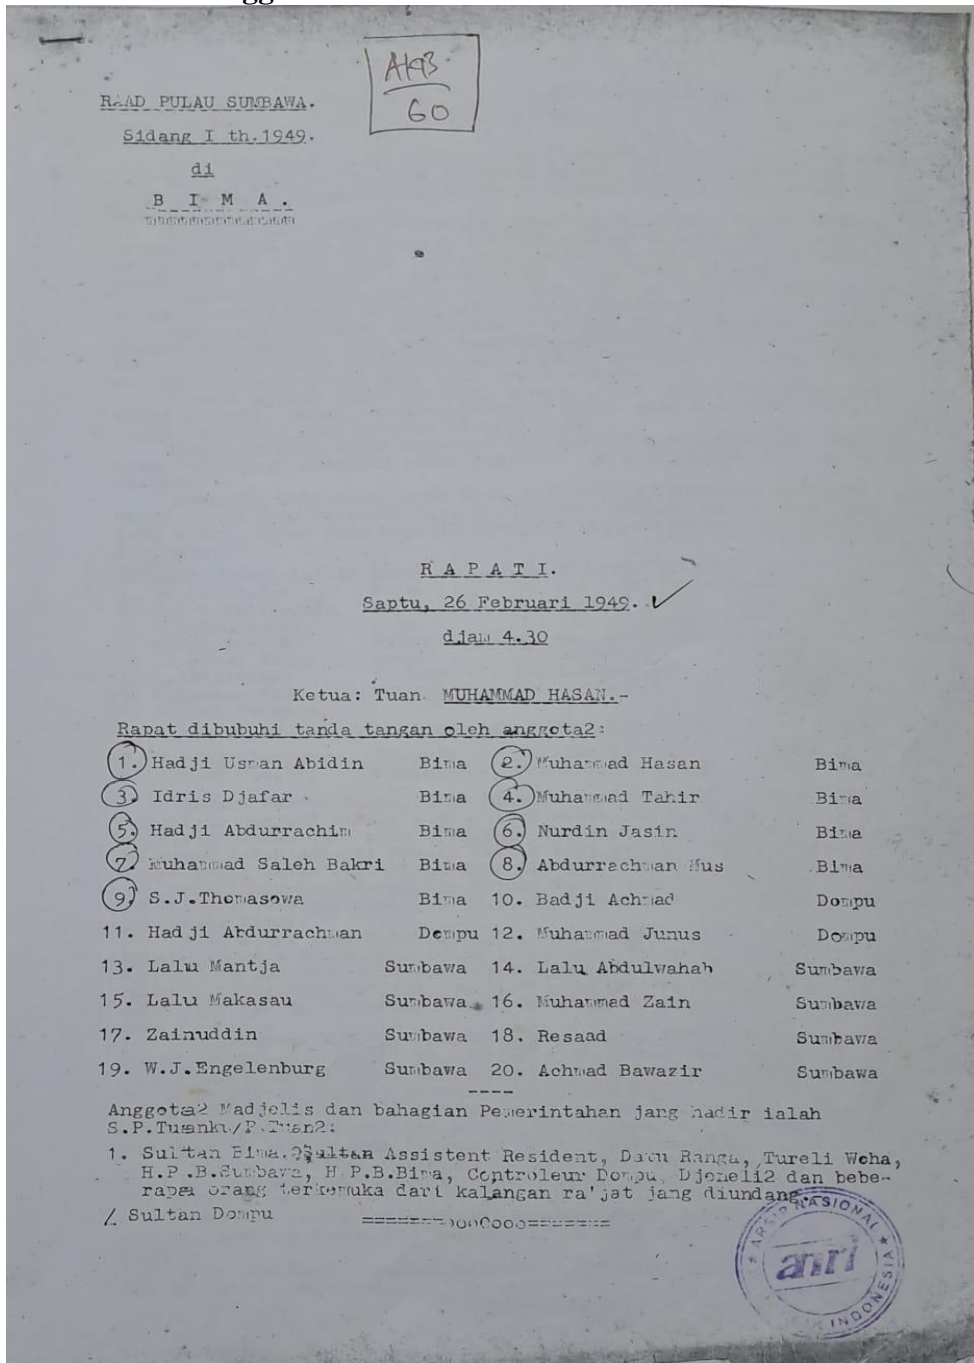 gg
A193
60
RAAD PULAU SUMBAWA.
Sidang I th.1949.
di
B I M A .
R A P A T I.
Saptu, 26 Februari 1949.
djam 4.30
Ketua: Tuan MUHAMMAD HASAN.-
Rapat dibubuhi tanda tangan oleh anggota2:
1. Hadji Usman Abidin Bima 2. Muhammad Hasan Bima
3. Idris Djafar Bima 4. Muhammad Tahir Bima
5. Hadji Abdurrachim Bima 6. Nurdin Jasin Bima
7. Muhammad Saleh Bakri Bima 8. Abdurrachman Mus Bima
9. S.J.Thomasowa Bima 10. Badji Achmad Dompu
11. Hadji Abdurrachman Dompu 12. Muhammad Junus Dompu
13. Lalu Mantja Sumbawa 14. Lalu Abdulwahab Sumbawa
15. Lalu Makasau Sumbawa 16. Muhammed Zain Sumbawa
17. Zainuddin Sumbawa 18. Resaad Sumbawa
19. W.J.Engelenburg Sumbawa 20. Achmad Bawazir Sumbawa
----
Anggota2 Madjelis dan bahagian Pemerintahan jang hadir ialah
S.P.Tuanku/P.Tuan2:
1. Sultan Bima, Sultan Assistent Resident, Datu Ranga, Tureli Woha,
H.P.B.Sumbawa, H.P.B.Bima, Controleur Dompu, Djeneli2 dan bebe-
rapa orang terkemuka dari kalangan ra'jat jang diundang.-
/ Sultan Dompu
=======ooo0ooo=======
ARSIP NASIONAL
anri
INDONESIA